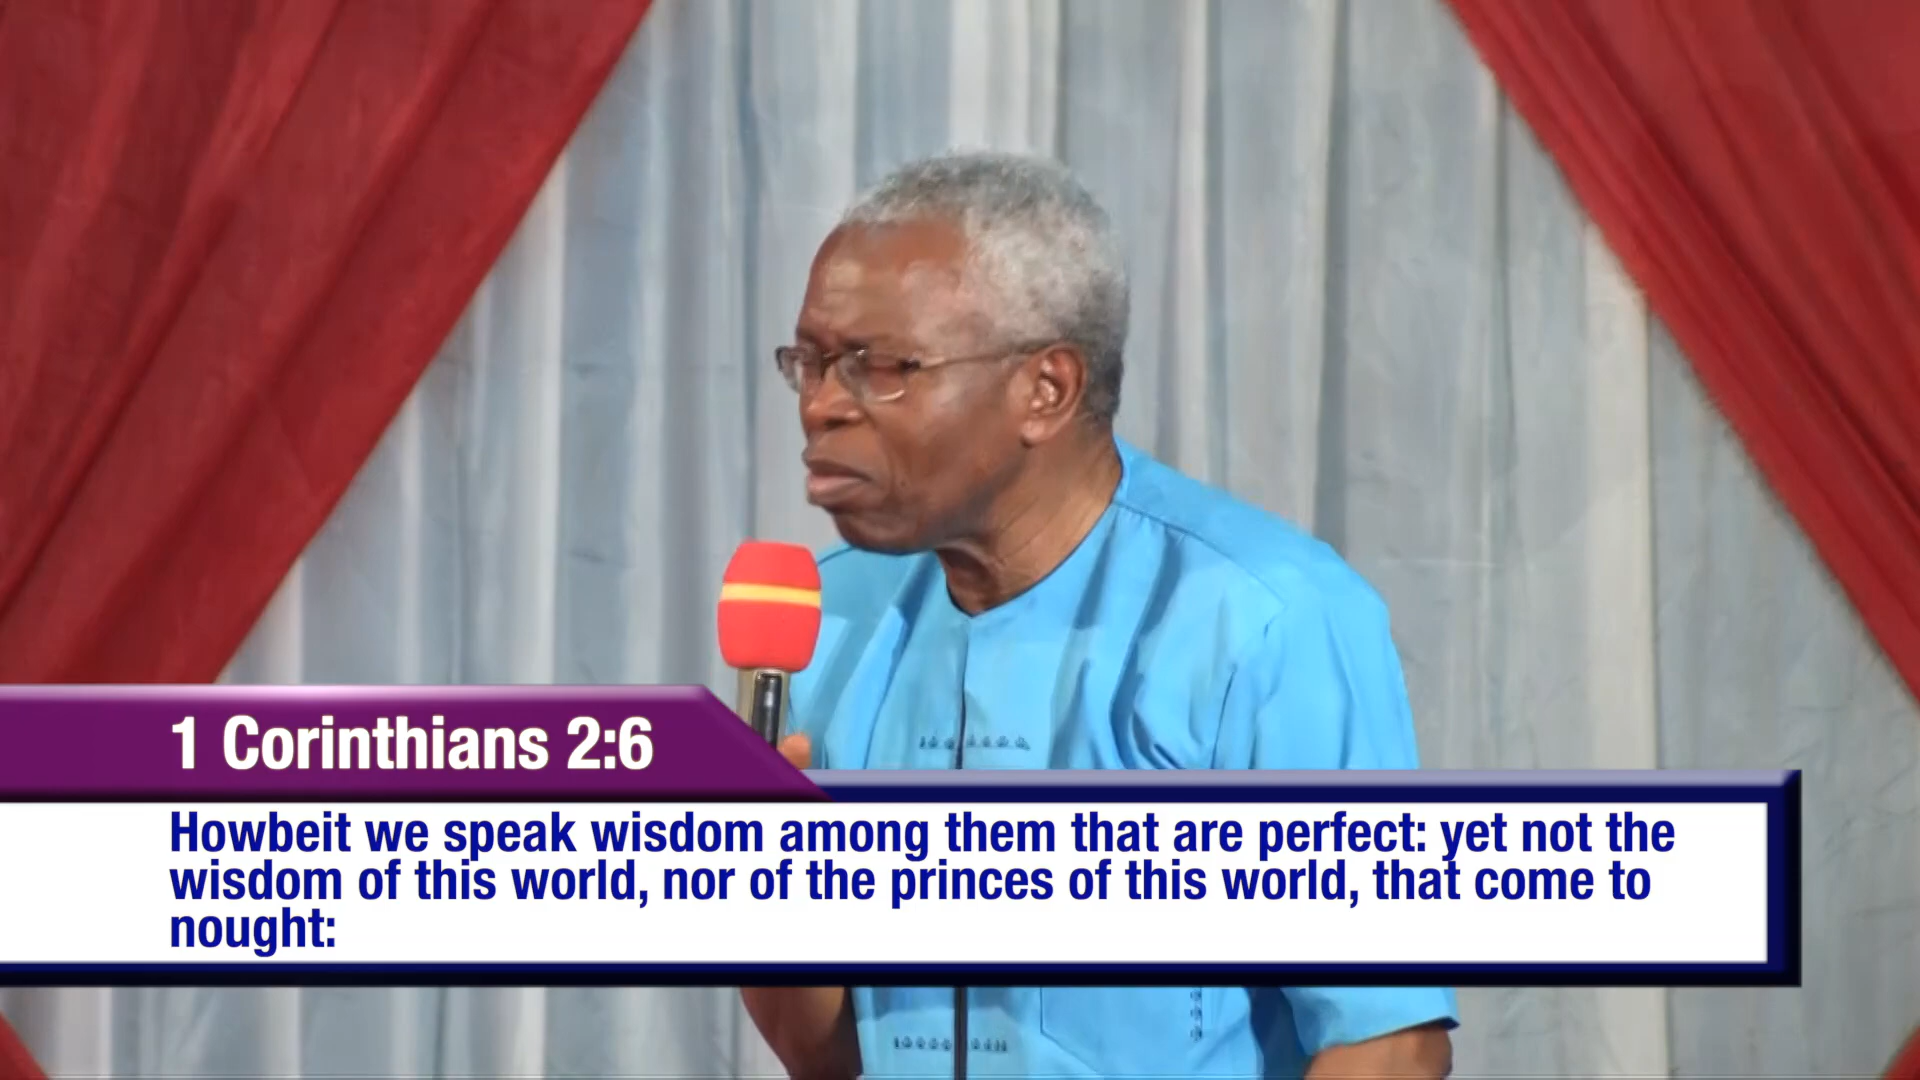 1 Corinthians 2:6
Howbeit we speak wisdom among them that are perfect: yet not the
wisdom of this world, nor of the princes of this world, that come to
nought: